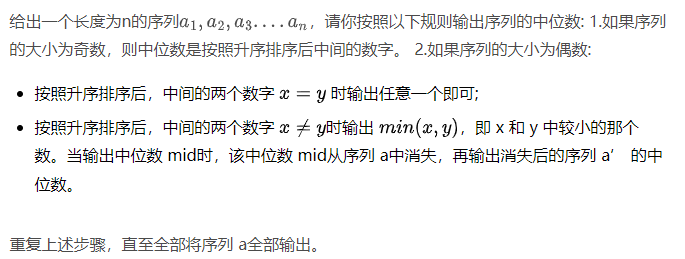 给出一个长度为n的序列a₁, a₂, a₃....aₙ，请你按照以下规则输出序列的中位数: 1.如果序列
的大小为奇数，则中位数是按照升序排序后中间的数字。 2.如果序列的大小为偶数:
• 按照升序排序后，中间的两个数字 x = y 时输出任意一个即可;
• 按照升序排序后，中间的两个数字 x ≠ y时输出 min(x, y)，即 x 和 y 中较小的那个
数。当输出中位数 mid时，该中位数 mid从序列 a中消失，再输出消失后的序列 a′ 的中
位数。
重复上述步骤，直至全部将序列 a全部输出。